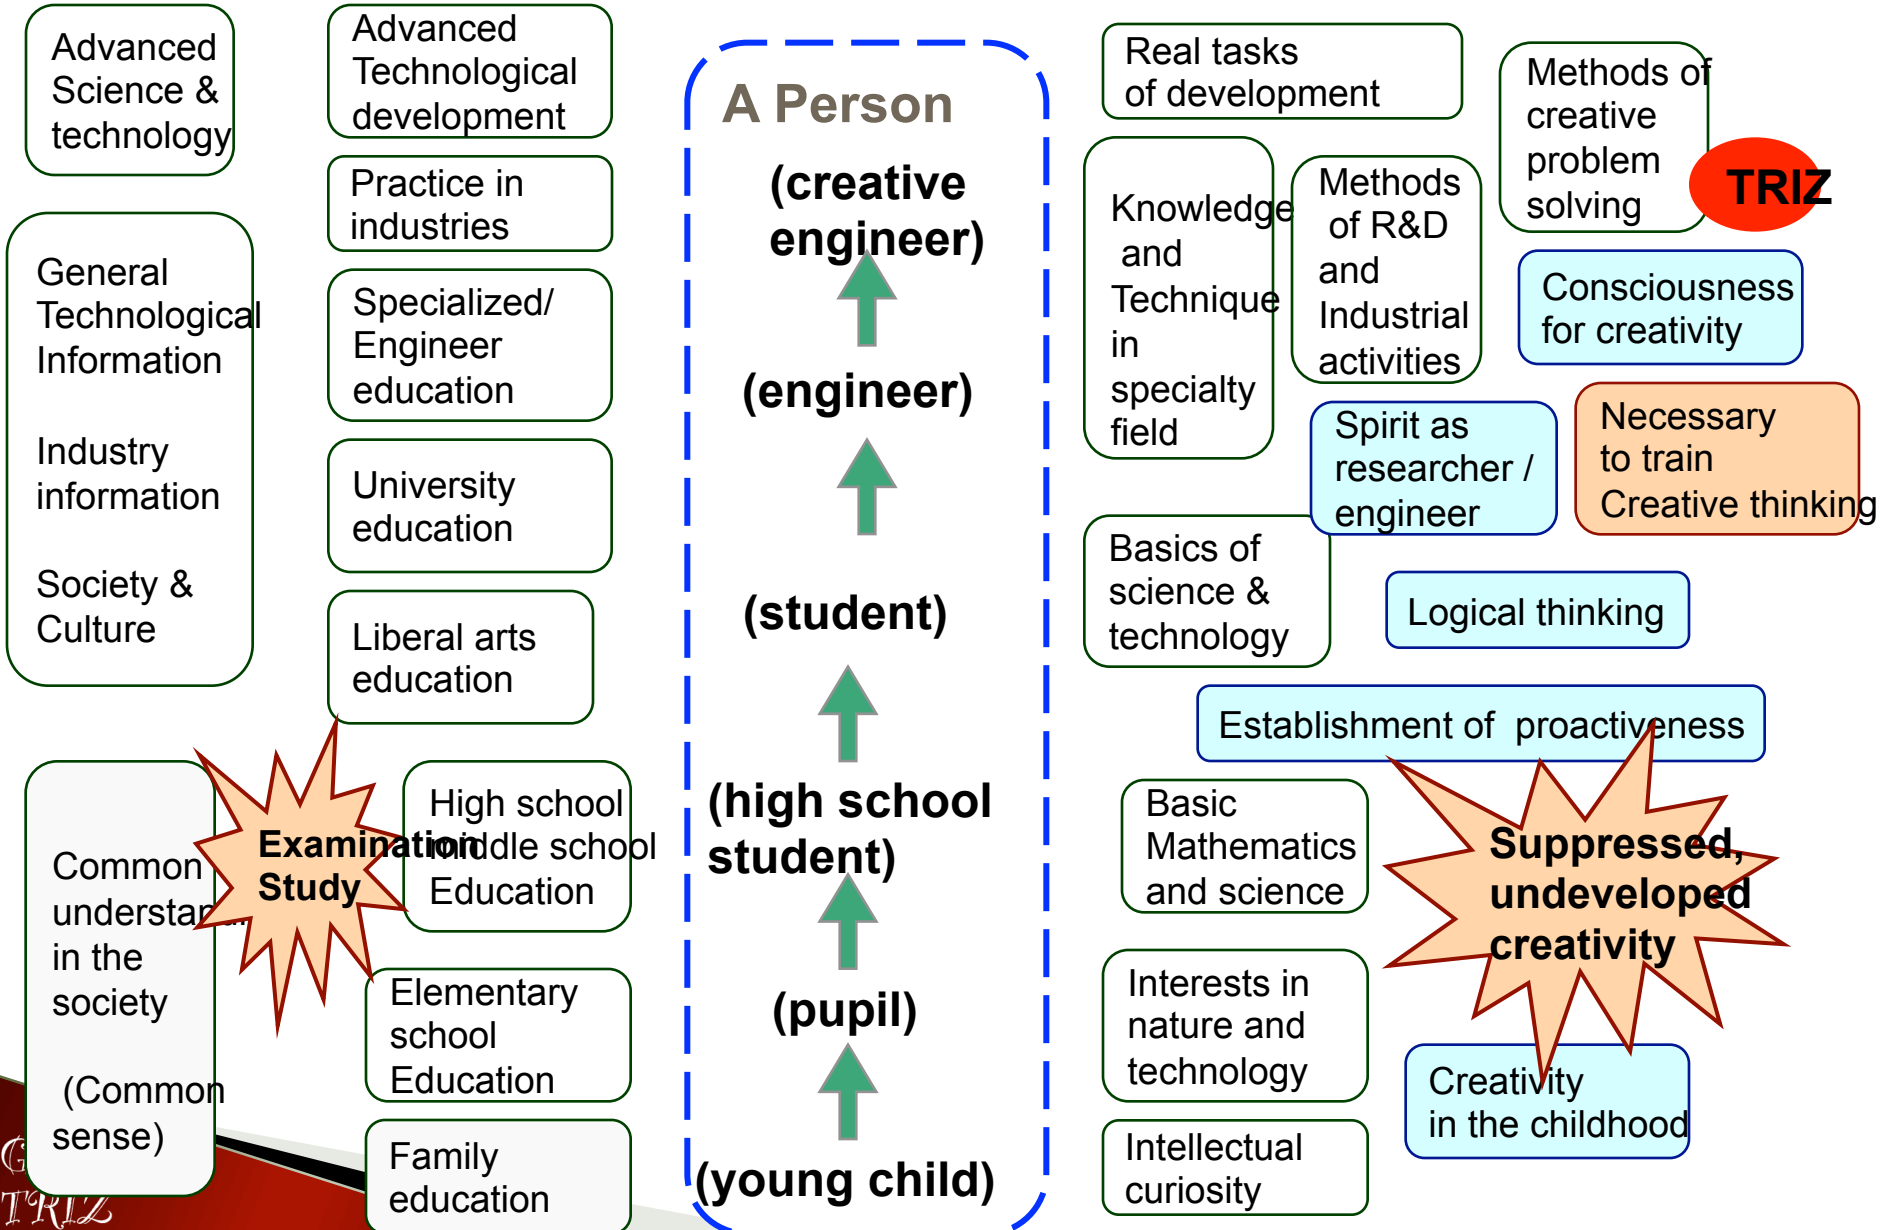 Advanced
Science &
technology
General
Technological
Information
Industry
information
Society &
Culture
Common
in the
society
(Common
sense)
Examination
Study
Advanced
Technological
development
Practice in
industries
Specialized/
Engineer
education
University
education
Liberal arts
education
High school
middle school
Education
Elementary
school
Education
Family
education
A Person
(creative
engineer)
(engineer)
(student)
(high school
student)
(pupil)
(young child)
Real tasks
of development
Knowledge
and
Technique
in
specialty
field
Methods
of R&D
and
Industrial
activities
Methods of
creative
problem
solving
TRIZ
Consciousness
for creativity
Spirit as
researcher /
engineer
Necessary
to train
Creative thinking
Basics of
science &
technology
Logical thinking
Establishment of proactiveness
Basic
Mathematics
and science
Suppressed,
undeveloped
creativity
Interests in
nature and
technology
Creativity
in the childhood
Intellectual
curiosity
TRIZ